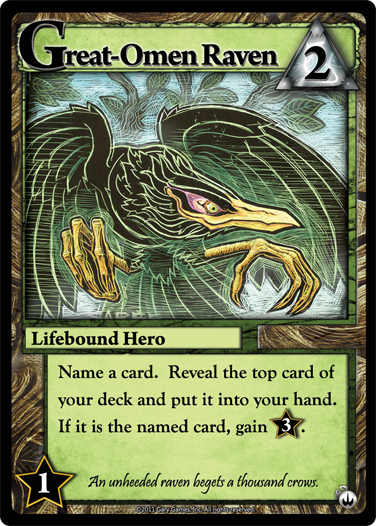 Great-Omen Raven
2
Lifebound Hero
Name a card. Reveal the top card of
your deck and put it into your hand.
If it is the named card, gain 3.
1
An unheeded raven begets a thousand crows.
©2011 Gary Games, Inc. All rights reserved.